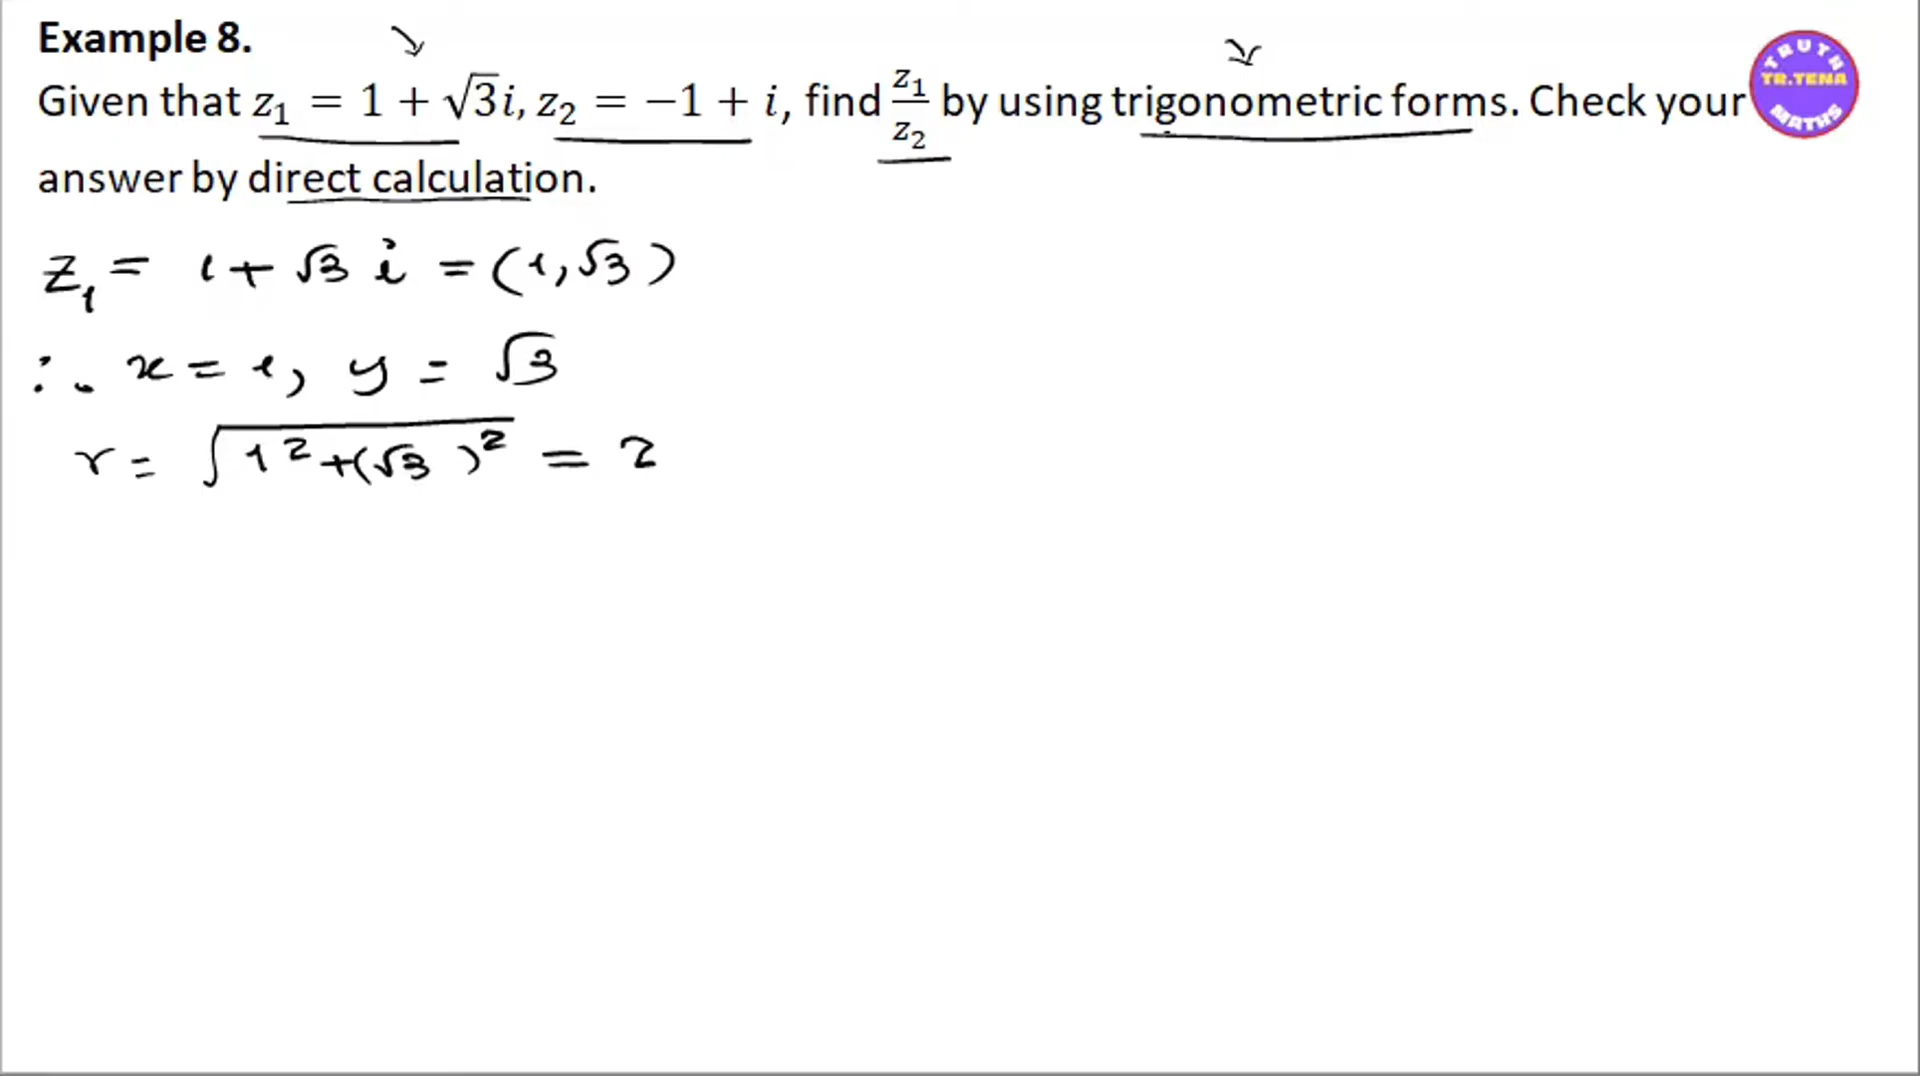 Example 8.
Given that z₁ = 1 + √3i, z₂ = −1 + i, find z₁/z₂ by using trigonometric forms. Check your
answer by direct calculation.
TRUTH
TR.TENA
MATHS
z₁ = 1 + √3 i = (1, √3)
∴ x = 1, y = √3
r = √(1² + (√3)²) = 2